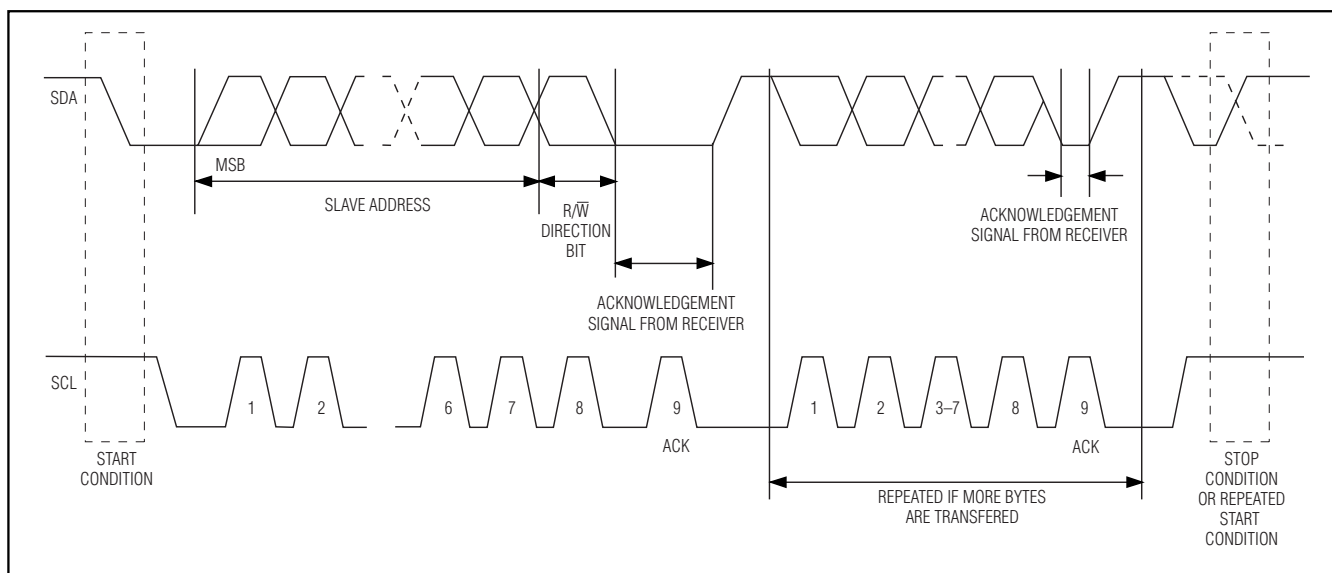 SDA
MSB
SLAVE ADDRESS
R/W̅
DIRECTION
BIT
ACKNOWLEDGEMENT
SIGNAL FROM RECEIVER
ACKNOWLEDGEMENT
SIGNAL FROM RECEIVER
SCL
1
2
6
7
8
9
ACK
1
2
3–7
8
9
ACK
START
CONDITION
REPEATED IF MORE BYTES
ARE TRANSFERED
STOP
CONDITION
OR REPEATED
START
CONDITION